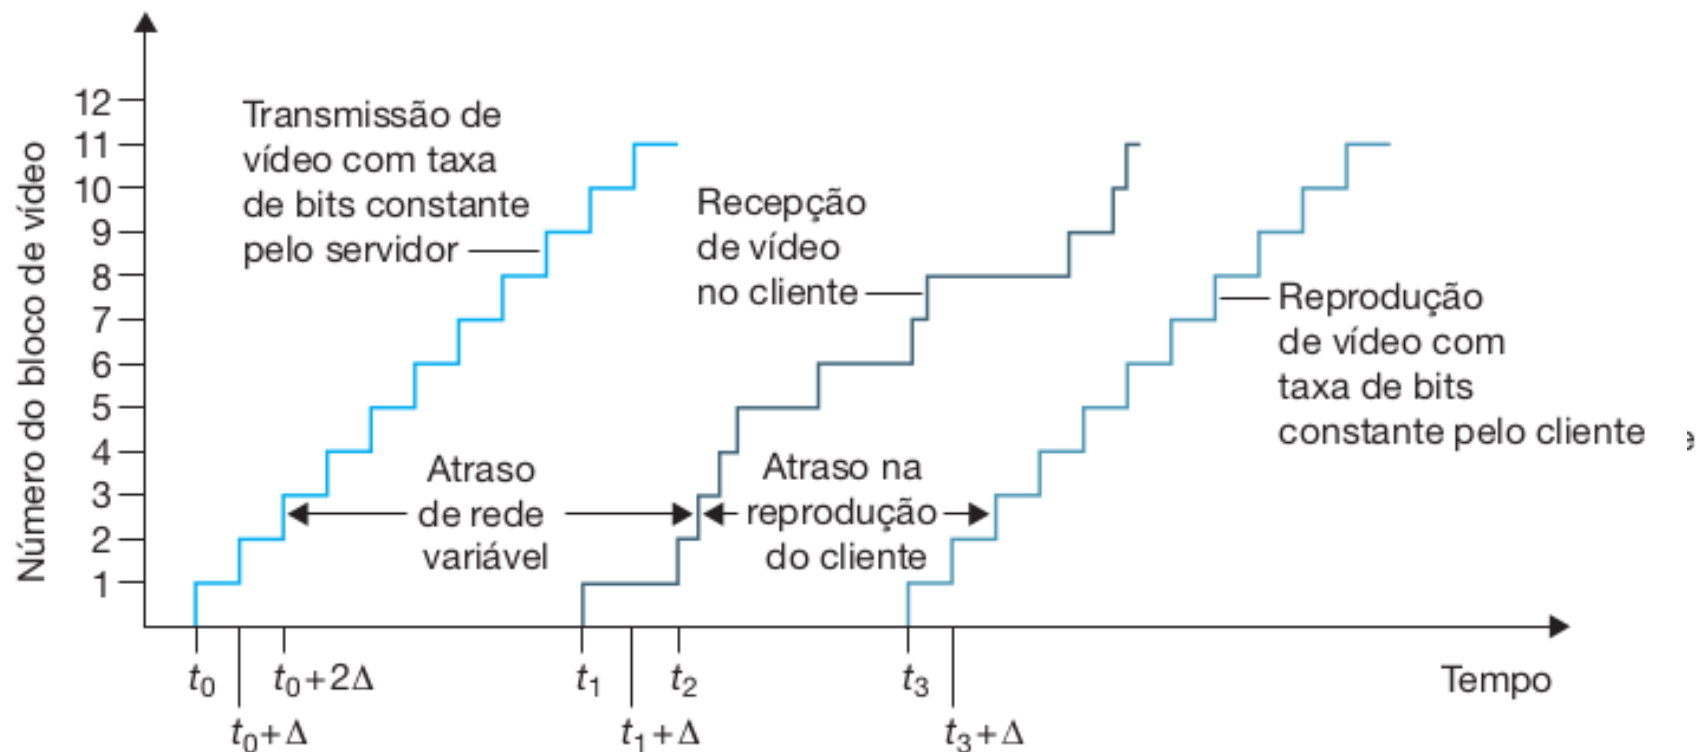 Número do bloco de vídeo
12
11
10
9
8
7
6
5
4
3
2
1
Transmissão de
vídeo com taxa
de bits constante
pelo servidor
Recepção
de vídeo
no cliente
Reprodução
de vídeo com
taxa de bits
constante pelo cliente
Atraso
de rede
variável
Atraso na
reprodução
do cliente
t₀
t₀+2Δ
t₁
t₂
t₃
Tempo
t₀+Δ
t₁+Δ
t₃+Δ